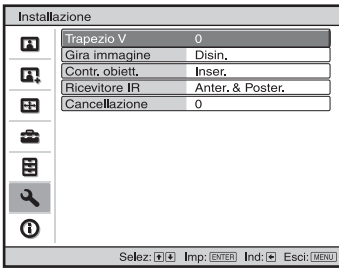 Installazione
Trapezio V 0
Gira immagine Disin.
Contr. obiett. Inser.
Ricevitore IR Anter. & Poster.
Cancellazione 0
Selez: Imp: ENTER Ind: Esci: MENU